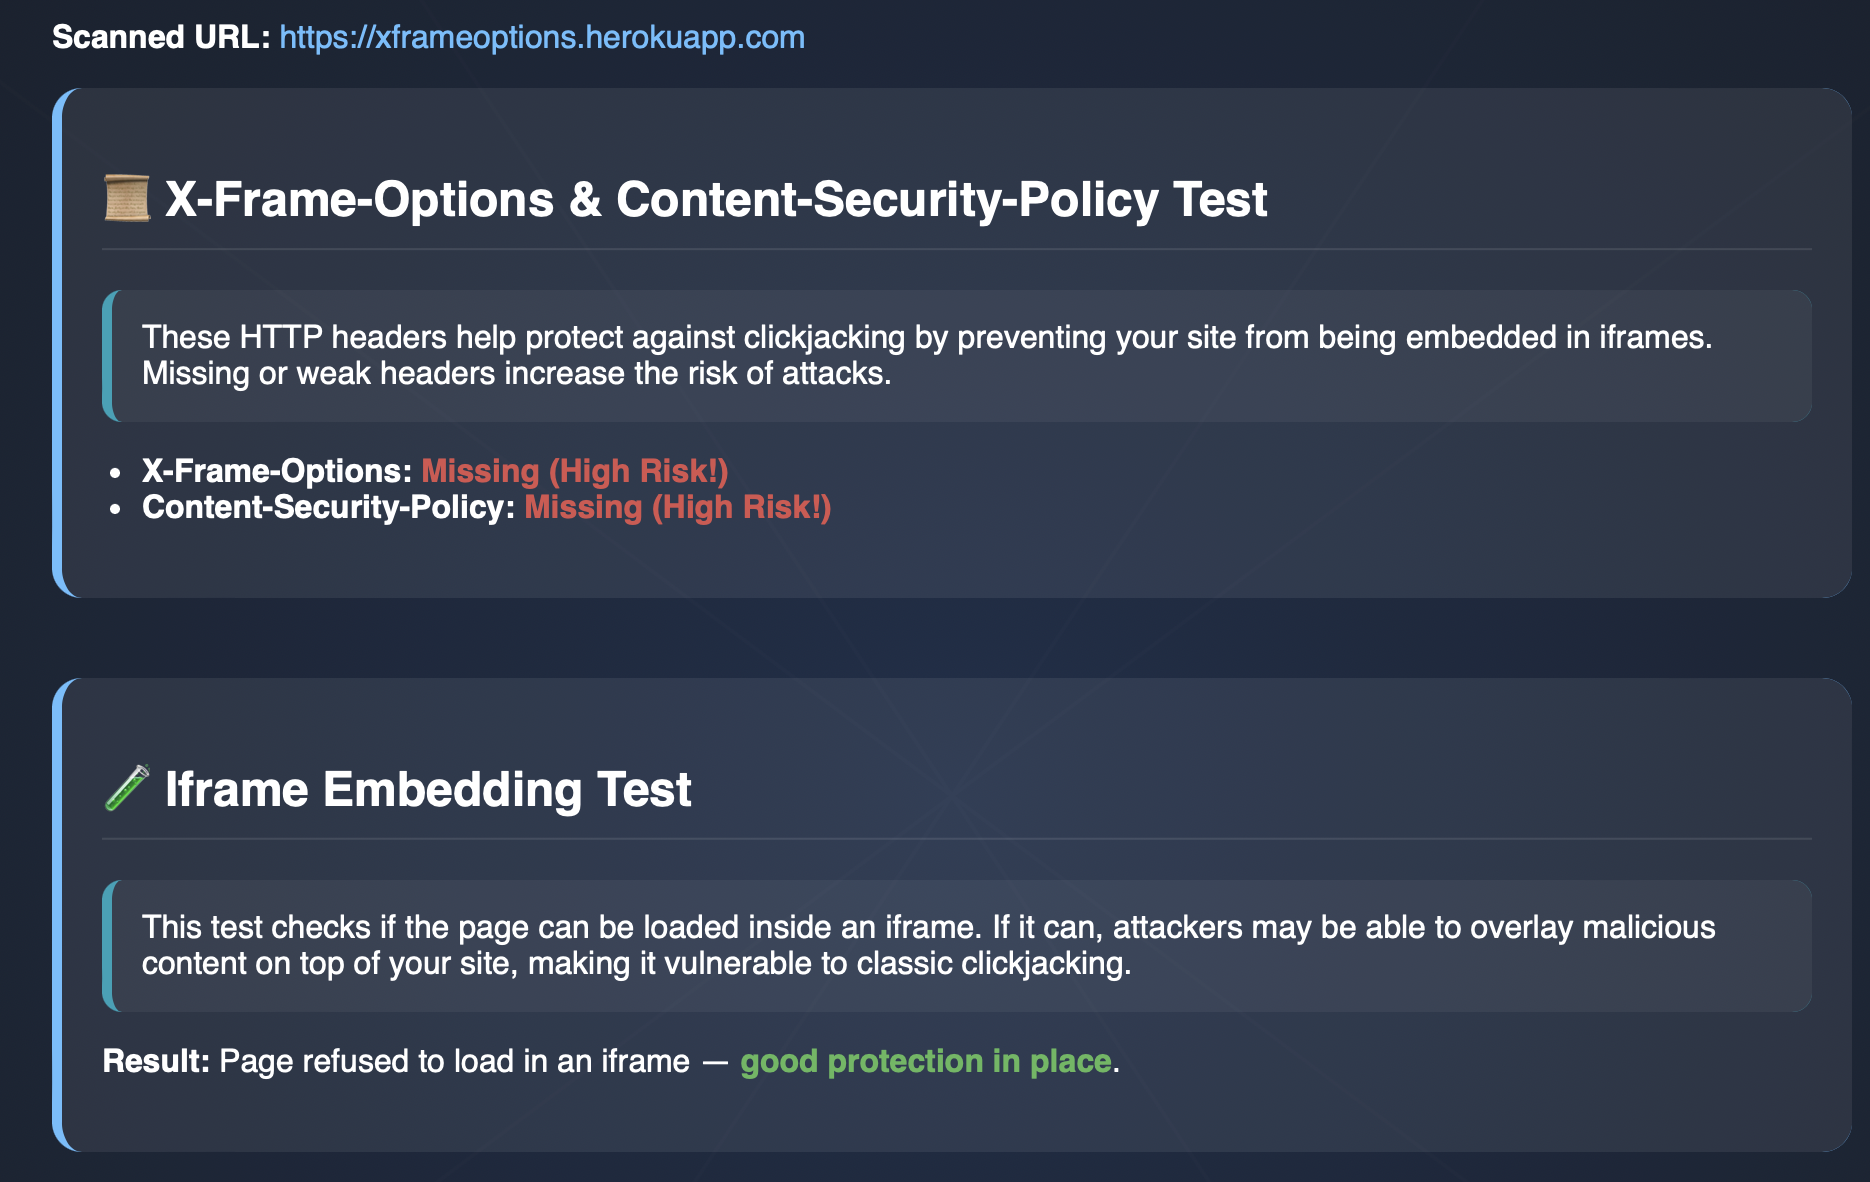 Scanned URL: https://xframeoptions.herokuapp.com
X-Frame-Options & Content-Security-Policy Test
These HTTP headers help protect against clickjacking by preventing your site from being embedded in iframes.
Missing or weak headers increase the risk of attacks.
• X-Frame-Options: Missing (High Risk!)
• Content-Security-Policy: Missing (High Risk!)
Iframe Embedding Test
This test checks if the page can be loaded inside an iframe. If it can, attackers may be able to overlay malicious
content on top of your site, making it vulnerable to classic clickjacking.
Result: Page refused to load in an iframe — good protection in place.